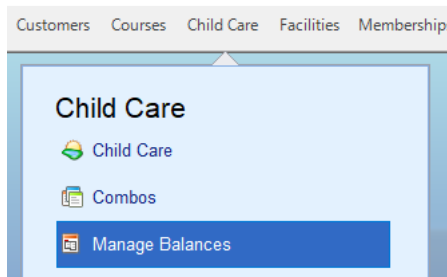 Customers Courses Child Care Facilities Membership
Child Care
Child Care
Combos
Manage Balances